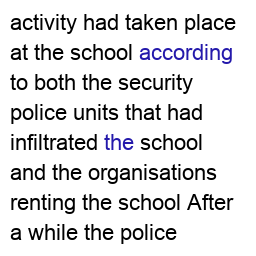 activity had taken place
at the school according
to both the security
police units that had
infiltrated the school
and the organisations
renting the school After
a while the police